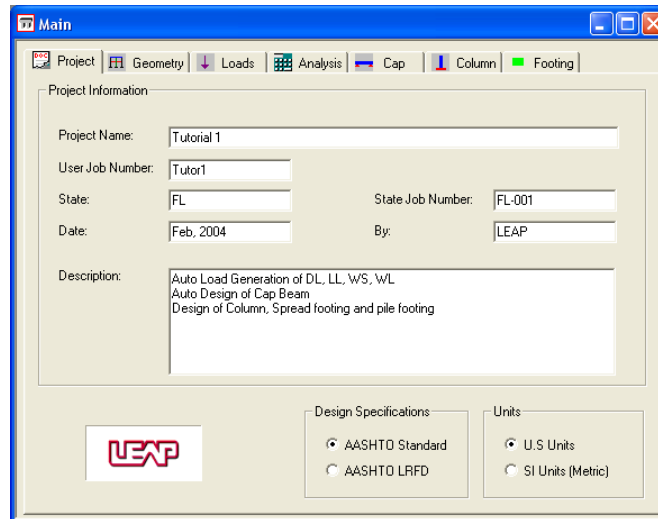 Main
Project Geometry Loads Analysis Cap Column Footing
Project Information
Project Name: Tutorial 1
User Job Number: Tutor1
State: FL State Job Number: FL-001
Date: Feb, 2004 By: LEAP
Description: Auto Load Generation of DL, LL, WS, WL
Auto Design of Cap Beam
Design of Column, Spread footing and pile footing
Design Specifications Units
LEAP AASHTO Standard U.S Units
AASHTO LRFD SI Units (Metric)